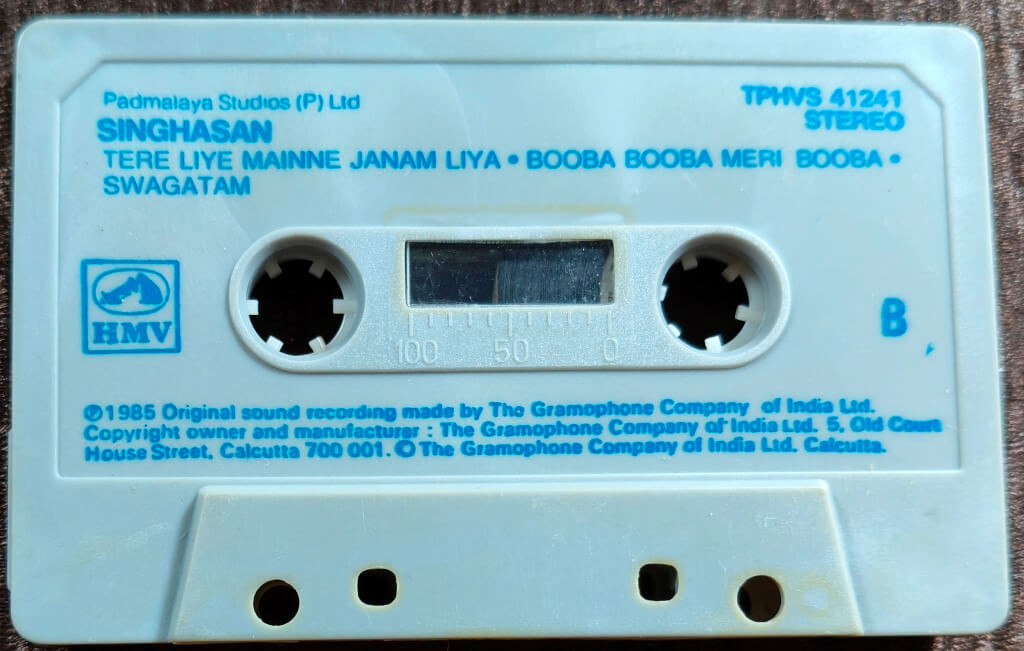 Padmalaya Studios (P) Ltd
TPHVS 41241
SINGHASAN
STEREO
TERE LIYE MAINNE JANAM LIYA • BOOBA BOOBA MERI BOOBA •
SWAGATAM
HMV
B
100 50 0
℗1985 Original sound recording made by The Gramophone Company of India Ltd.
Copyright owner and manufacturer : The Gramophone Company of India Ltd. 5, Old Court
House Street, Calcutta 700 001. © The Gramophone Company of India Ltd. Calcutta.